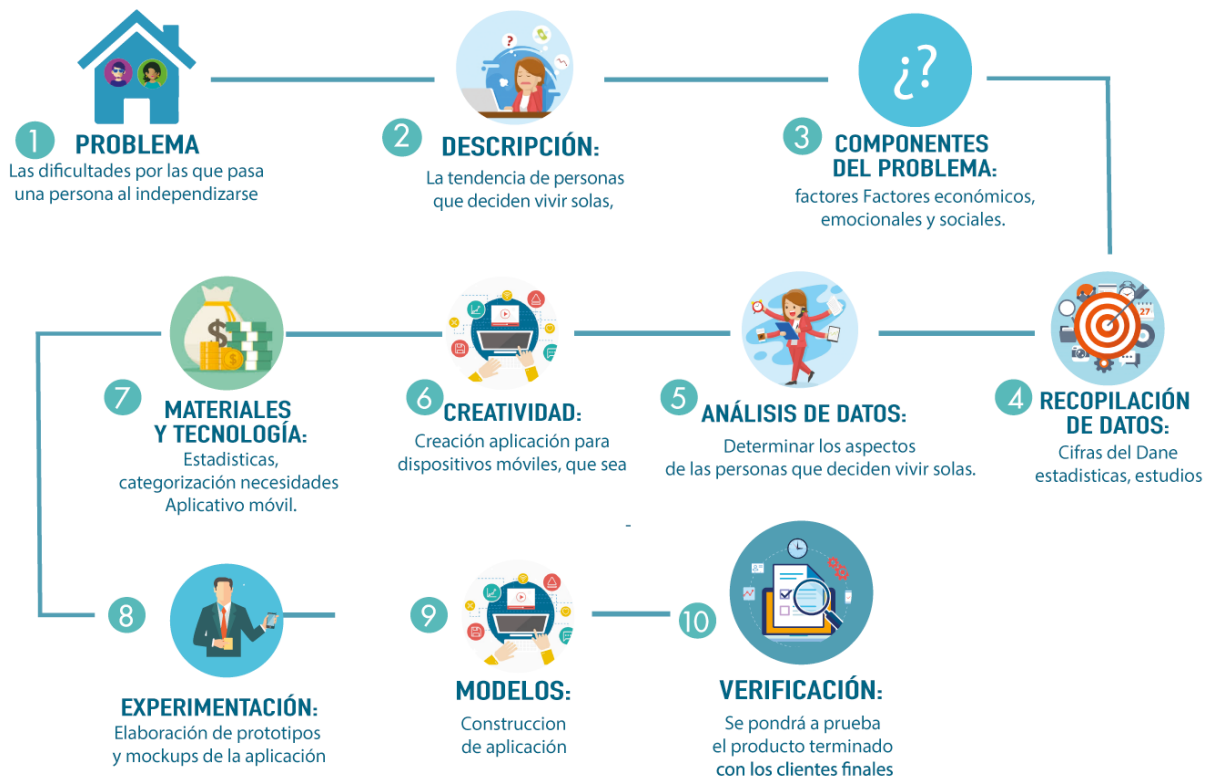 1
PROBLEMA
Las dificultades por las que pasa
una persona al independizarse
?
2
DESCRIPCIÓN:
La tendencia de personas
que deciden vivir solas,
¿?
3
COMPONENTES
DEL PROBLEMA:
factores Factores económicos,
emocionales y sociales.
27
4
RECOPILACIÓN
DE DATOS:
Cifras del Dane
estadisticas, estudios
5
ANÁLISIS DE DATOS:
Determinar los aspectos
de las personas que deciden vivir solas.
6
CREATIVIDAD:
Creación aplicación para
dispositivos móviles, que sea
$
7
MATERIALES
Y TECNOLOGÍA:
Estadisticas,
categorización necesidades
Aplicativo móvil.
-
8
EXPERIMENTACIÓN:
Elaboración de prototipos
y mockups de la aplicación
9
MODELOS:
Construccion
de aplicación
10
VERIFICACIÓN:
Se pondrá a prueba
el producto terminado
con los clientes finales